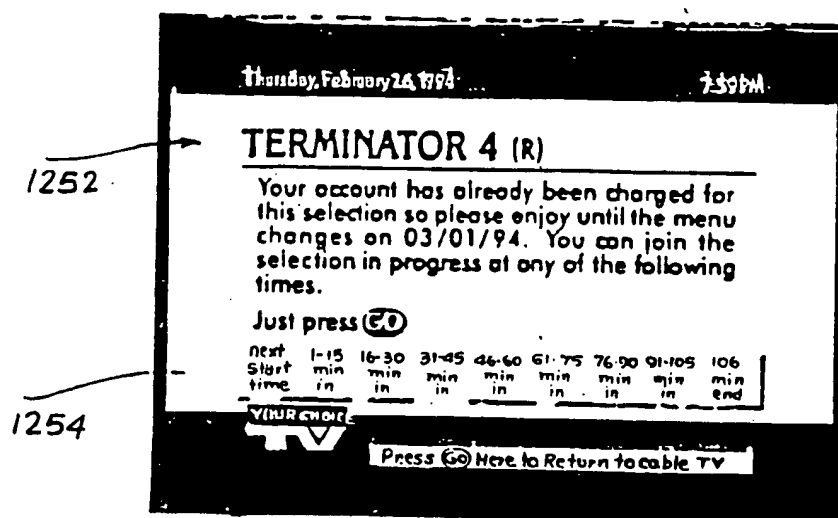 Thursday, February 26, 1994 7:59PM
TERMINATOR 4 (R)
1252
Your account has already been charged for
this selection so please enjoy until the menu
changes on 03/01/94. You can join the
selection in progress at any of the following
times.
Just press GO
next 1-15 16-30 31-45 46-60 61-75 76-90 91-105 106
start min min min min min min min min
time in in in in in in in end
1254
YOUR CHOICE
TV
Press GO Here to Return to cable TV